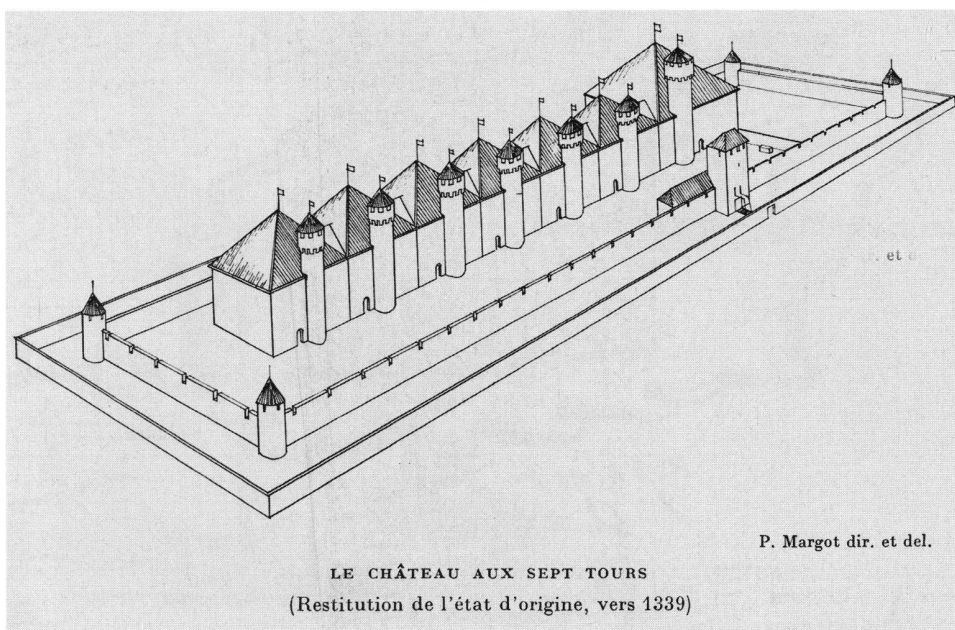 P. Margot dir. et del.
LE CHÂTEAU AUX SEPT TOURS
(Restitution de l'état d'origine, vers 1339)